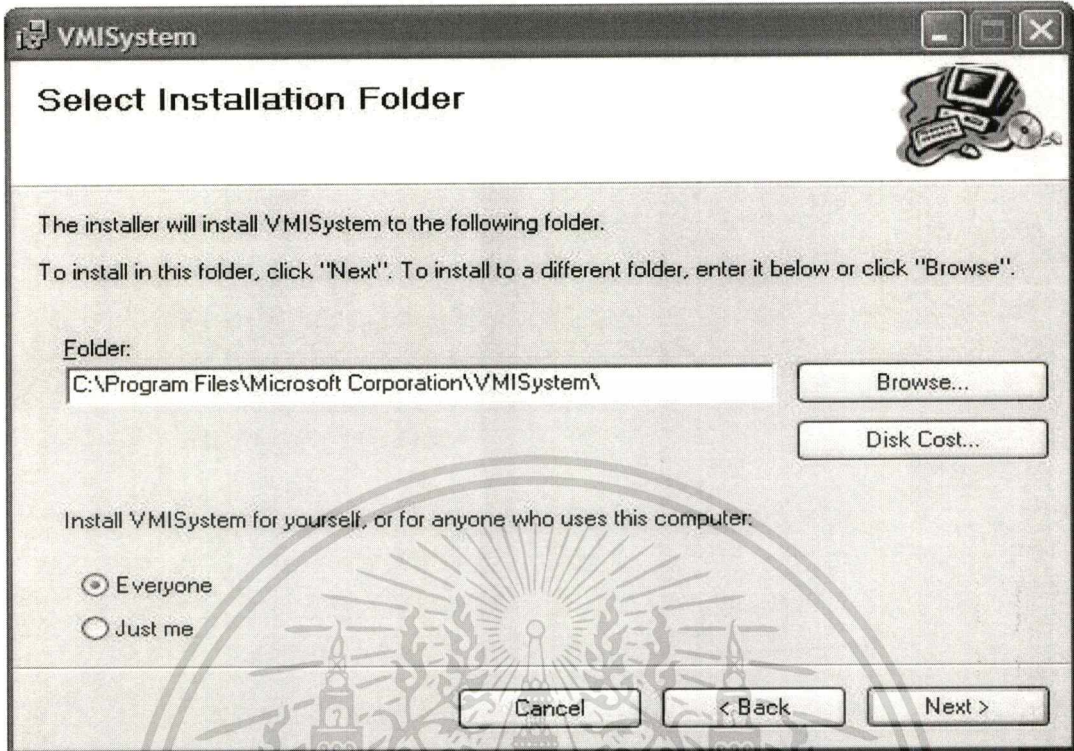 VMISystem
Select Installation Folder
The installer will install VMISystem to the following folder.
To install in this folder, click "Next". To install to a different folder, enter it below or click "Browse".
Folder:
C:\Program Files\Microsoft Corporation\VMISystem\
Browse...
Disk Cost...
Install VMISystem for yourself, or for anyone who uses this computer:
Everyone
Just me
Cancel
< Back
Next >